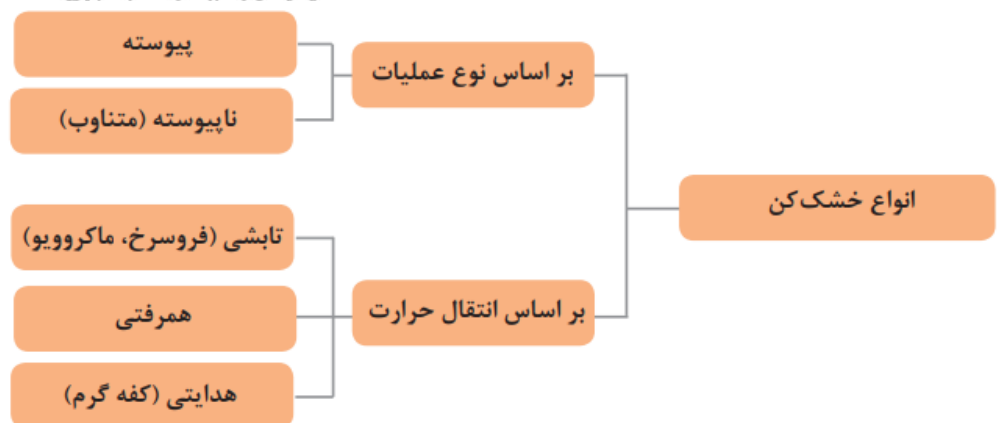 انواع خشک‌کن
بر اساس نوع عملیات
پیوسته
ناپیوسته (متناوب)
بر اساس انتقال حرارت
تابشی (فروسرخ، ماکروویو)
همرفتی
هدایتی (کفه گرم)